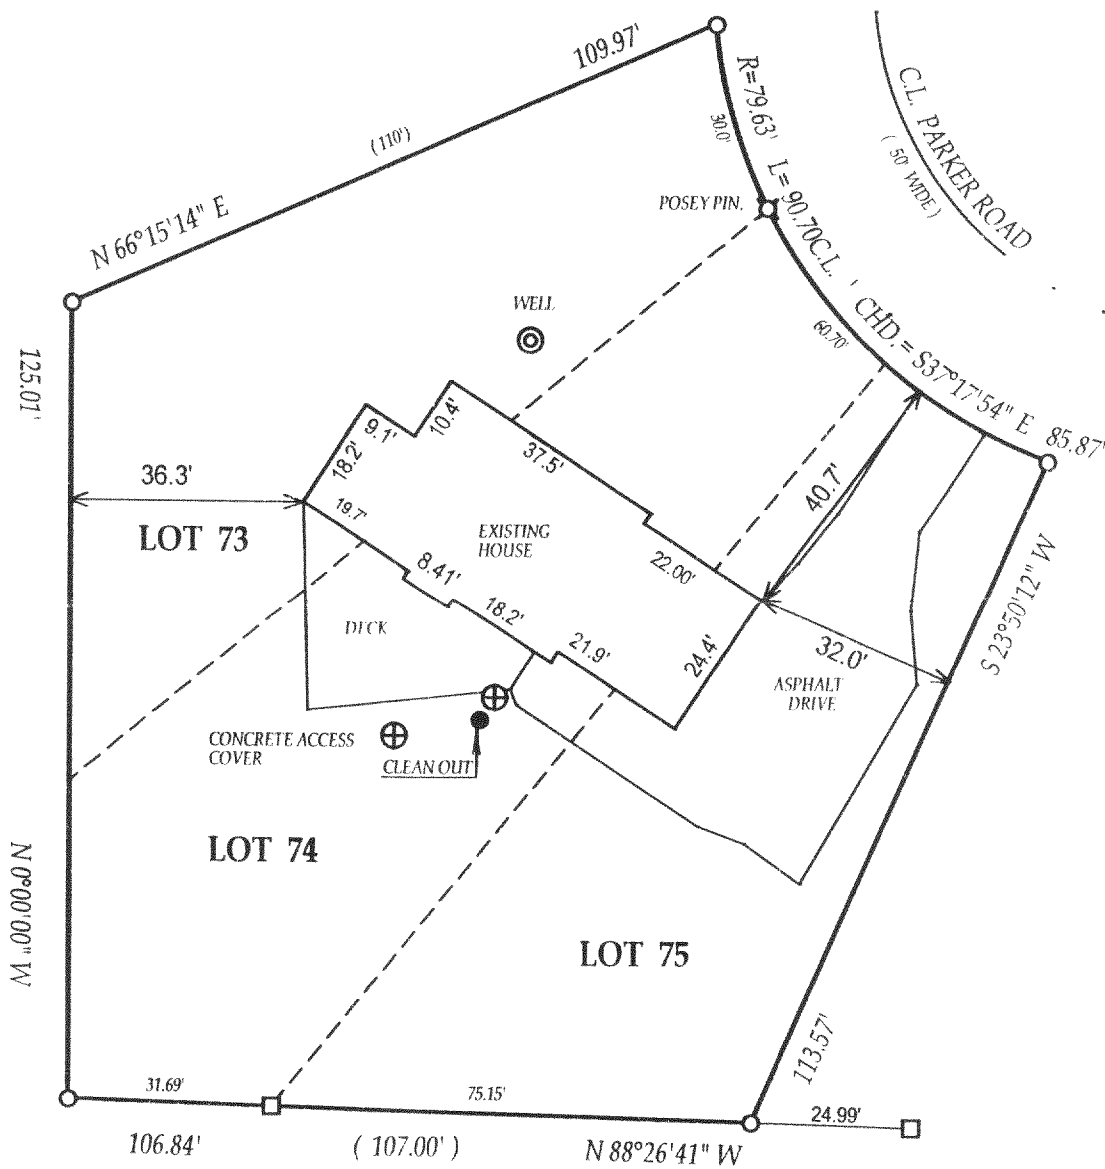 109.97'
(110')
N 66°15'14" E
R=79.63' L= 90.70C.L. ' CHD.= S37°17'54" E 85.87'
30.0'
C.L. PARKER ROAD
( 50' WIDE)
POSEY PIN.
60.70'
WELL
125.01'
36.3'
LOT 73
18.2'
9.1'
10.4'
37.5'
40.7'
19.7'
EXISTING
HOUSE
22.00'
8.41'
18.2'
21.9'
24.4'
32.0'
S 23°50'12" W
DECK
ASPHALT
DRIVE
CONCRETE ACCESS
COVER
CLEAN OUT
LOT 74
N 0°00'00" W
LOT 75
113.57'
31.69'
75.15'
24.99'
106.84'
( 107.00' )
N 88°26'41" W